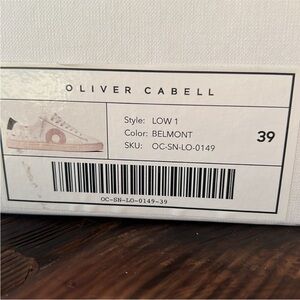 OLIVER CABELL
Style: LOW 1
Color: BELMONT
SKU: OC-SN-LO-0149
39
OC-SN-LO-0149-39